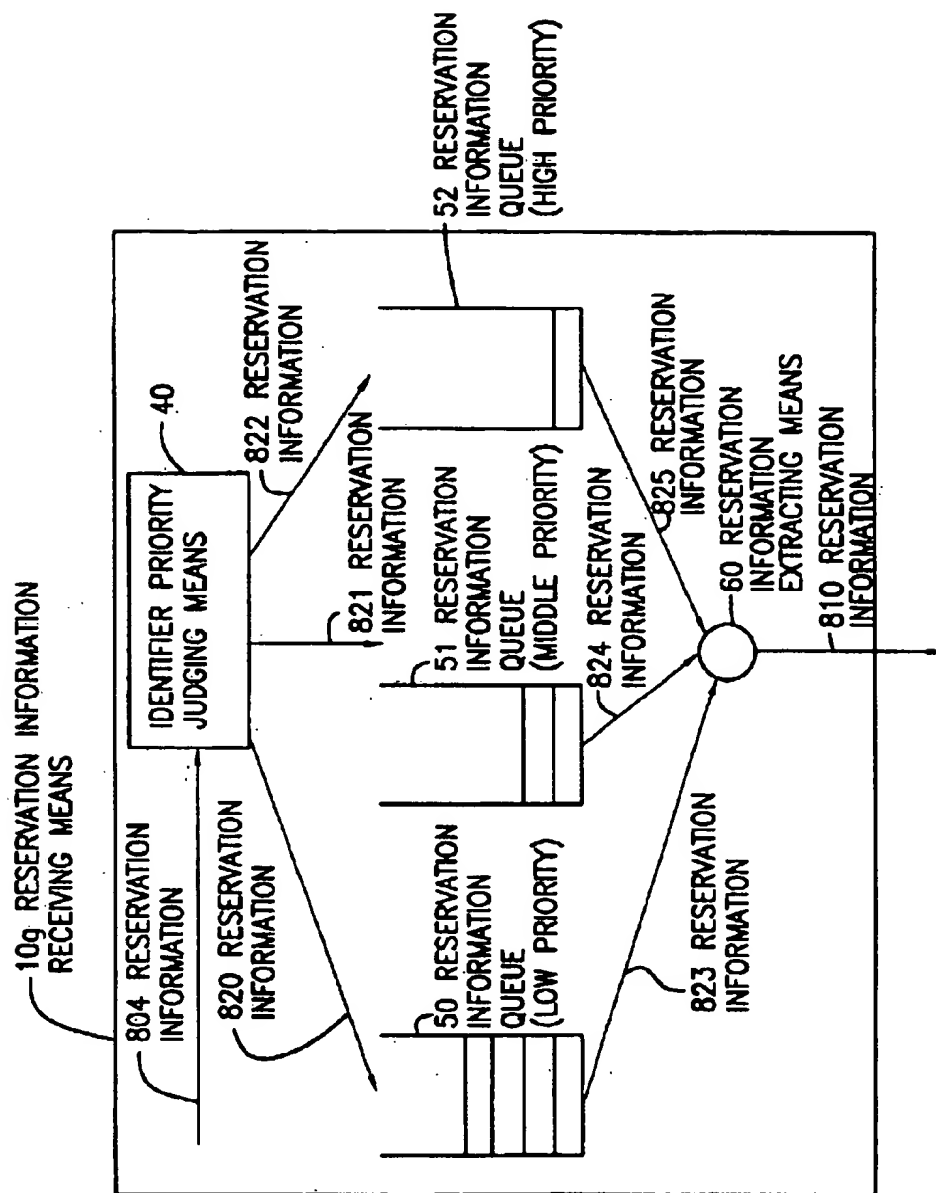 10g RESERVATION INFORMATION
RECEIVING MEANS
804 RESERVATION
INFORMATION
IDENTIFIER PRIORITY
JUDGING MEANS
40
820 RESERVATION
INFORMATION
821 RESERVATION
INFORMATION
822 RESERVATION
INFORMATION
50 RESERVATION
INFORMATION
QUEUE
(LOW PRIORITY)
51 RESERVATION
INFORMATION
QUEUE
(MIDDLE PRIORITY)
52 RESERVATION
INFORMATION
QUEUE
(HIGH PRIORITY)
823 RESERVATION
INFORMATION
824 RESERVATION
INFORMATION
825 RESERVATION
INFORMATION
60 RESERVATION
INFORMATION
EXTRACTING MEANS
810 RESERVATION
INFORMATION